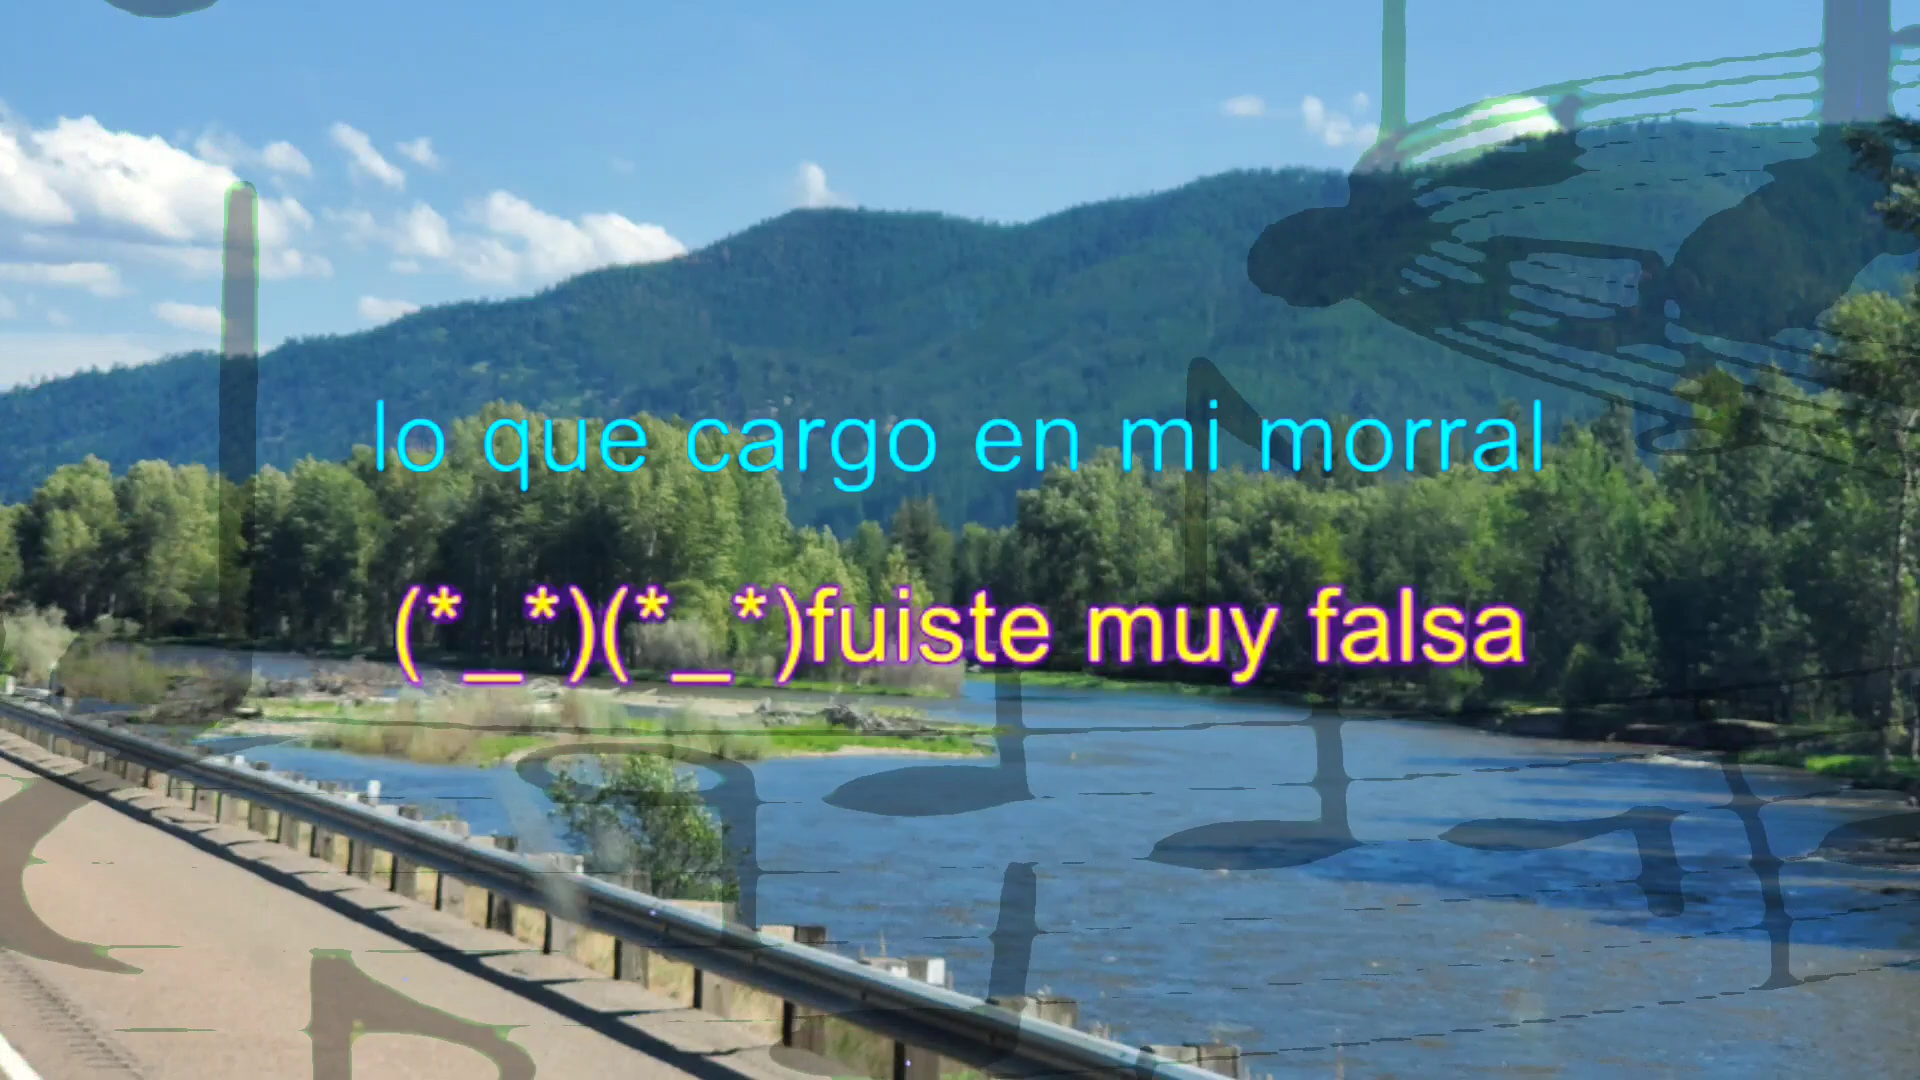 lo que cargo en mi morral
(*_*)(*_*)fuiste muy falsa